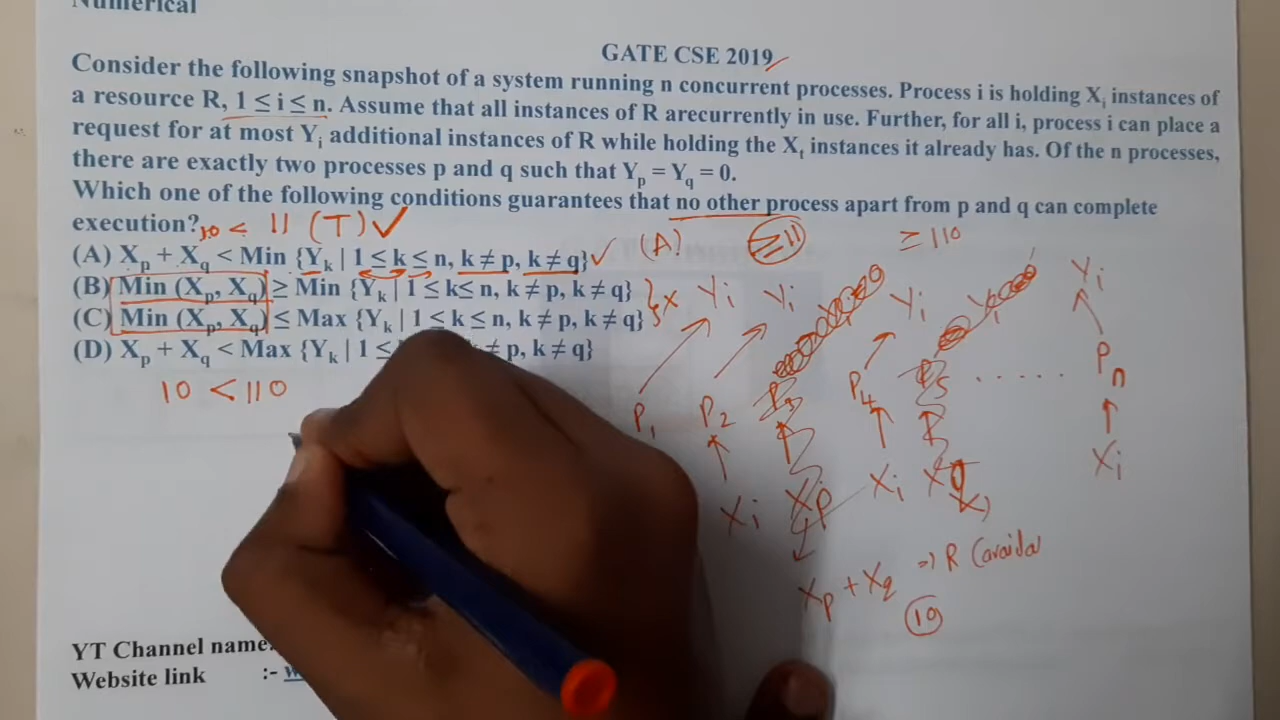 Numerical
GATE CSE 2019
Consider the following snapshot of a system running n concurrent processes. Process i is holding Xi instances of
a resource R, 1 ≤ i ≤ n. Assume that all instances of R arecurrently in use. Further, for all i, process i can place a
request for at most Yi additional instances of R while holding the Xt instances it already has. Of the n processes,
there are exactly two processes p and q such that Yp = Yq = 0.
Which one of the following conditions guarantees that no other process apart from p and q can complete
execution? 10 < 11 (T) ✓
(A) Xp + Xq < Min {Yk | 1 ≤ k ≤ n, k ≠ p, k ≠ q} ✓ (A) ≥ 11 ≥ 110
(B) Min (Xp, Xq) ≥ Min {Yk | 1 ≤ k≤ n, k ≠ p, k ≠ q} } x Yi Yi Yi Yi
(C) Min (Xp, Xq) ≤ Max {Yk | 1 ≤ k ≤ n, k ≠ p, k ≠ q}
(D) Xp + Xq < Max {Yk | 1 ≤ ≠ p, k ≠ q}
10 < 110
P1 P2 P3 P4 P5 ...... Pn
Xi Xp Xi Xq Xi
Xp + Xq => R
10
YT Channel name
Website link :- w